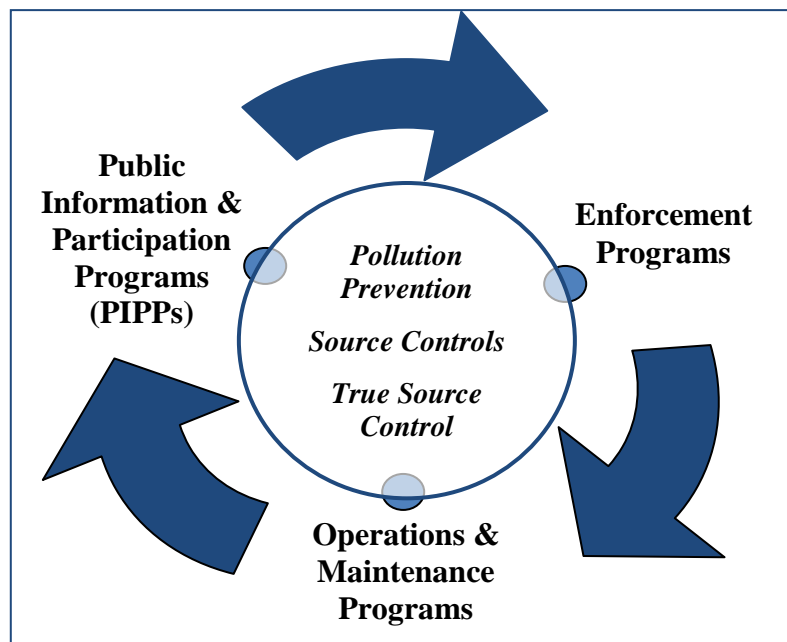 Public
Information &
Participation
Programs
(PIPPs)
Enforcement
Programs
Pollution
Prevention
Source Controls
True Source
Control
Operations &
Maintenance
Programs